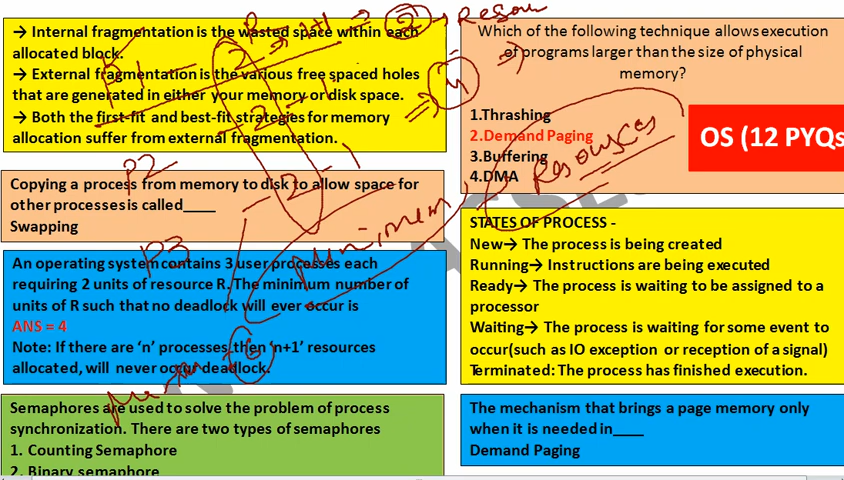 → Internal fragmentation is the wasted space within each
allocated block.
→ External fragmentation is the various free spaced holes
that are generated in either your memory or disk space.
→ Both the first-fit and best-fit strategies for memory
allocation suffer from external fragmentation.
Copying a process from memory to disk to allow space for
other processes is called____
Swapping
An operating system contains 3 user processes each
requiring 2 units of resource R. The minimum number of
units of R such that no deadlock will ever occur is
ANS = 4
Note: If there are ‘n’ processes then ‘n+1’ resources
allocated, will never occur deadlock.
Semaphores are used to solve the problem of process
synchronization. There are two types of semaphores
1. Counting Semaphore
2. Binary semaphore
Which of the following technique allows execution
of programs larger than the size of physical
memory?
1.Thrashing
2.Demand Paging
3.Buffering
4.DMA
OS (12 PYQs
STATES OF PROCESS -
New→ The process is being created
Running→ Instructions are being executed
Ready→ The process is waiting to be assigned to a
processor
Waiting→ The process is waiting for some event to
occur(such as IO exception or reception of a signal)
Terminated: The process has finished execution.
The mechanism that brings a page memory only
when it is needed in____
Demand Paging
P1
P2
P3
Resources
Minimum